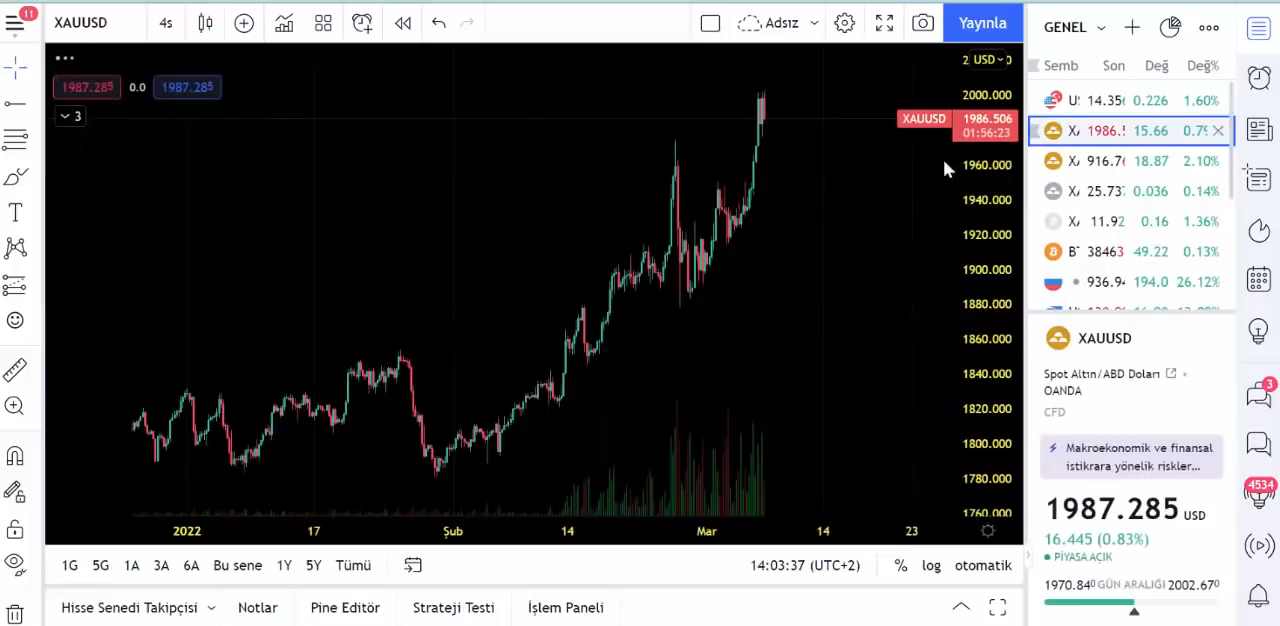 11
XAUUSD
4s
Adsız
Yayınla
GENEL
1987.285
0.0
1987.285
3
USD
2000.000
XAUUSD
1986.506
01:56:23
1960.000
1940.000
1920.000
1900.000
1880.000
1860.000
1840.000
1820.000
1800.000
1780.000
1760.000
2022
17
Şub
14
Mar
14
23
1G
5G
1A
3A
6A
Bu sene
1Y
5Y
Tümü
14:03:37 (UTC+2)
%
log
otomatik
Hisse Senedi Takipçisi
Notlar
Pine Editör
Strateji Testi
İşlem Paneli
Semb Son Değ Değ%
14.35 0.226 1.60%
1986. 15.66 0.7
916.7 18.87 2.10%
25.73 0.036 0.14%
11.92 0.16 1.36%
38463 49.22 0.13%
936.9 194.0 26.12%
XAUUSD
Spot Altın/ABD Doları
OANDA
CFD
Makroekonomik ve finansal
istikrara yönelik riskler...
1987.285 USD
16.445 (0.83%)
PİYASA AÇIK
1970.840 GÜN ARALIĞI 2002.670
3
4534